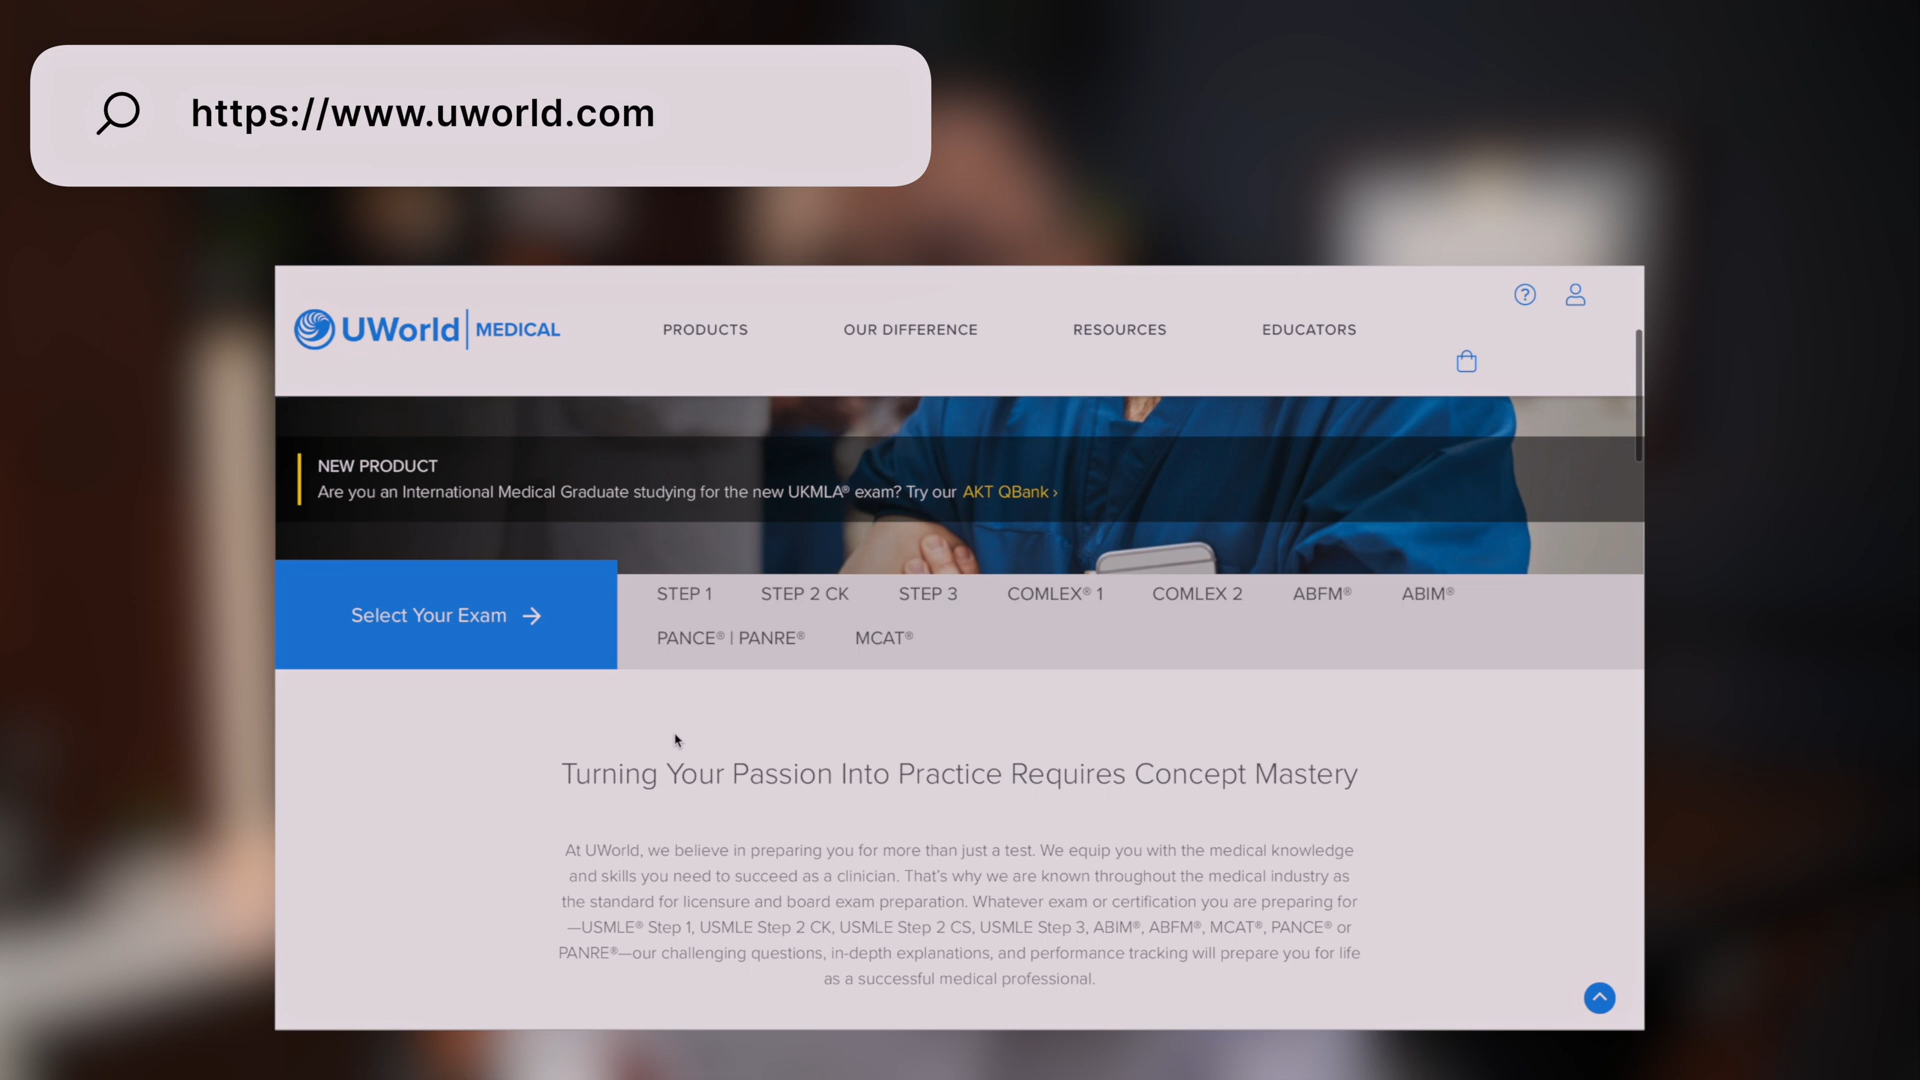 https://www.uworld.com
UWorld | MEDICAL
PRODUCTS
OUR DIFFERENCE
RESOURCES
EDUCATORS
NEW PRODUCT
Are you an International Medical Graduate studying for the new UKMLA® exam? Try our AKT QBank ›
Select Your Exam →
STEP 1
STEP 2 CK
STEP 3
COMLEX® 1
COMLEX 2
ABFM®
ABIM®
PANCE® | PANRE®
MCAT®
Turning Your Passion Into Practice Requires Concept Mastery
At UWorld, we believe in preparing you for more than just a test. We equip you with the medical knowledge
and skills you need to succeed as a clinician. That's why we are known throughout the medical industry as
the standard for licensure and board exam preparation. Whatever exam or certification you are preparing for
—USMLE® Step 1, USMLE Step 2 CK, USMLE Step 2 CS, USMLE Step 3, ABIM®, ABFM®, MCAT®, PANCE® or
PANRE®—our challenging questions, in-depth explanations, and performance tracking will prepare you for life
as a successful medical professional.